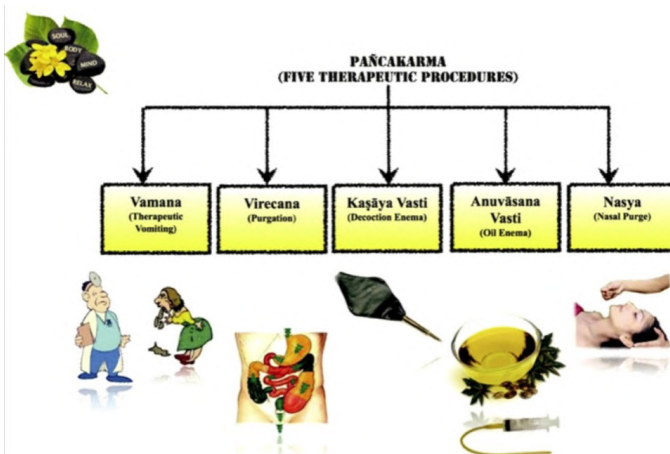 SOUL
BODY
MIND
RELAX
PAÑCAKARMA
(FIVE THERAPEUTIC PROCEDURES)
Vamana
(Therapeutic
Vomiting)
Virecana
(Purgation)
Kaṣāya Vasti
(Decoction Enema)
Anuvāsana
Vasti
(Oil Enema)
Nasya
(Nasal Purge)